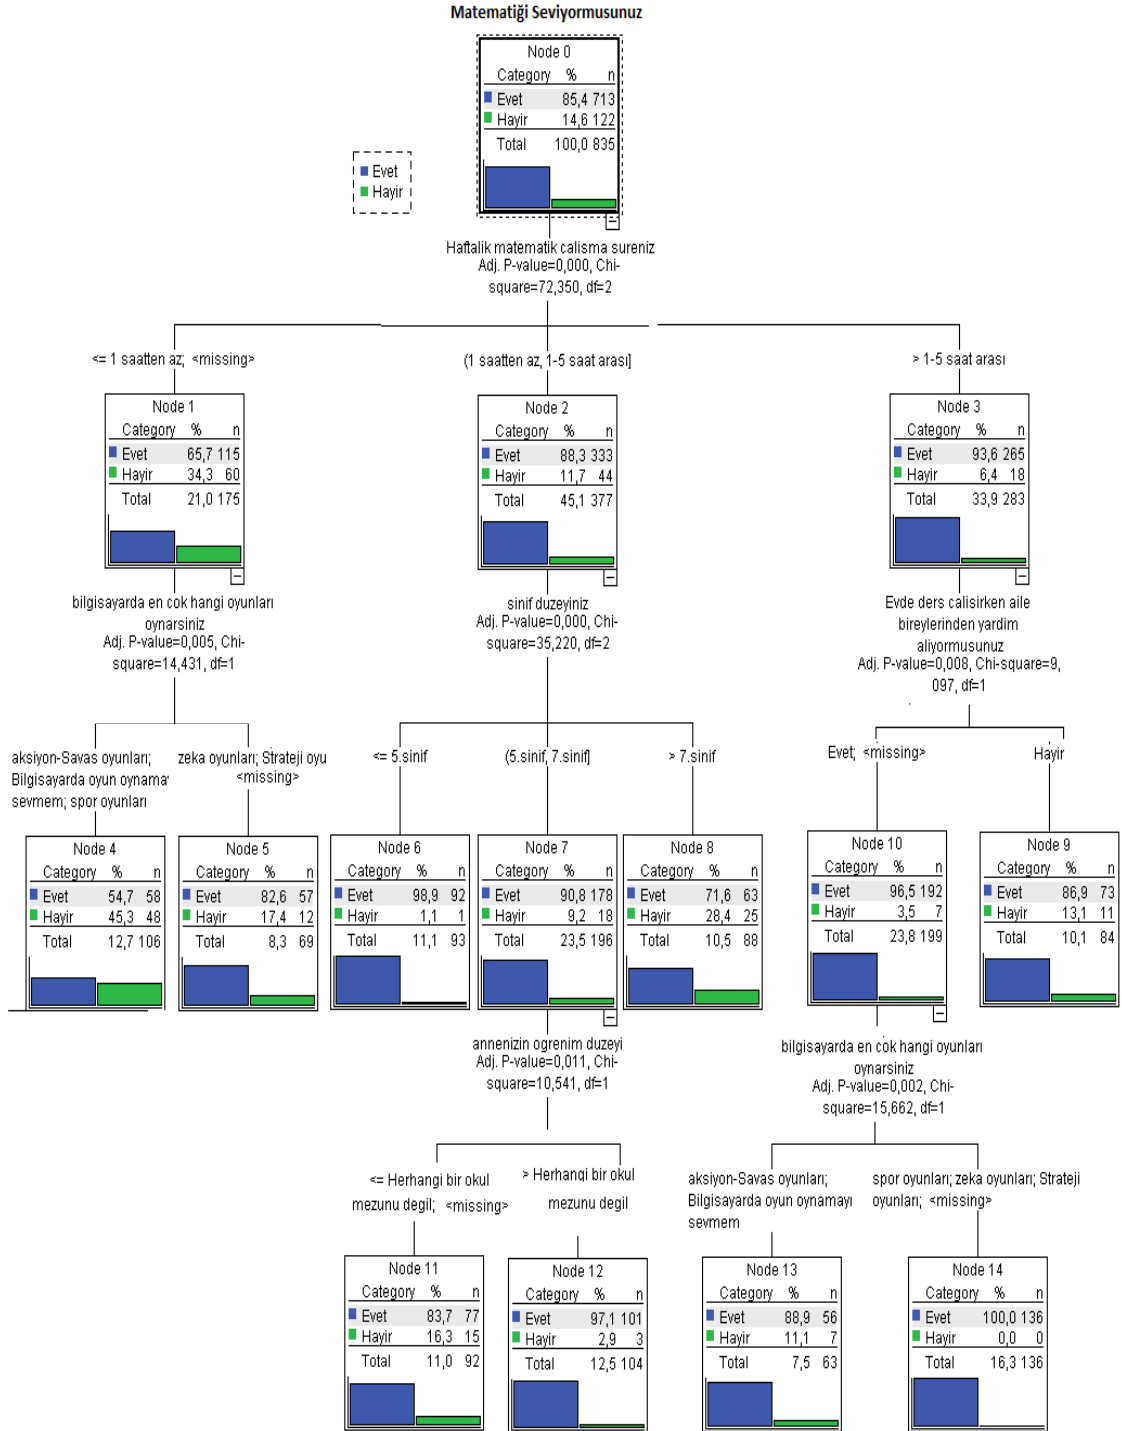 Matematiği Seviyormusunuz
Node 0
Category % n
Evet 85,4 713
Hayir 14,6 122
Total 100,0 835
Evet
Hayir
Haftalik matematik calisma sureniz
Adj. P-value=0,000, Chi-
square=72,350, df=2
<= 1 saatten az; <missing>
(1 saatten az, 1-5 saat arası]
> 1-5 saat arası
Node 1
Category % n
Evet 65,7 115
Hayir 34,3 60
Total 21,0 175
Node 2
Category % n
Evet 88,3 333
Hayir 11,7 44
Total 45,1 377
Node 3
Category % n
Evet 93,6 265
Hayir 6,4 18
Total 33,9 283
bilgisayarda en cok hangi oyunları
oynarsiniz
Adj. P-value=0,005, Chi-
square=14,431, df=1
sinif duzeyiniz
Adj. P-value=0,000, Chi-
square=35,220, df=2
Evde ders calisirken aile
bireylerinden yardim
aliyormusunuz
Adj. P-value=0,008, Chi-square=9,
097, df=1
aksiyon-Savas oyunları;
Bilgisayarda oyun oynama
sevmem; spor oyunları
zeka oyunları; Strateji oyu
<missing>
<= 5.sinif
(5.sinif, 7.sinif]
> 7.sinif
Evet; <missing>
Hayir
Node 4
Category % n
Evet 54,7 58
Hayir 45,3 48
Total 12,7 106
Node 5
Category % n
Evet 82,6 57
Hayir 17,4 12
Total 8,3 69
Node 6
Category % n
Evet 98,9 92
Hayir 1,1 1
Total 11,1 93
Node 7
Category % n
Evet 90,8 178
Hayir 9,2 18
Total 23,5 196
Node 8
Category % n
Evet 71,6 63
Hayir 28,4 25
Total 10,5 88
Node 10
Category % n
Evet 96,5 192
Hayir 3,5 7
Total 23,8 199
Node 9
Category % n
Evet 86,9 73
Hayir 13,1 11
Total 10,1 84
annenizin ogrenim duzeyi
Adj. P-value=0,011, Chi-
square=10,541, df=1
bilgisayarda en cok hangi oyunları
oynarsiniz
Adj. P-value=0,002, Chi-
square=15,662, df=1
<= Herhangi bir okul
mezunu degil; <missing>
> Herhangi bir okul
mezunu degil
aksiyon-Savas oyunları;
Bilgisayarda oyun oynamayı
sevmem
spor oyunları; zeka oyunları; Strateji
oyunları; <missing>
Node 11
Category % n
Evet 83,7 77
Hayir 16,3 15
Total 11,0 92
Node 12
Category % n
Evet 97,1 101
Hayir 2,9 3
Total 12,5 104
Node 13
Category % n
Evet 88,9 56
Hayir 11,1 7
Total 7,5 63
Node 14
Category % n
Evet 100,0 136
Hayir 0,0 0
Total 16,3 136